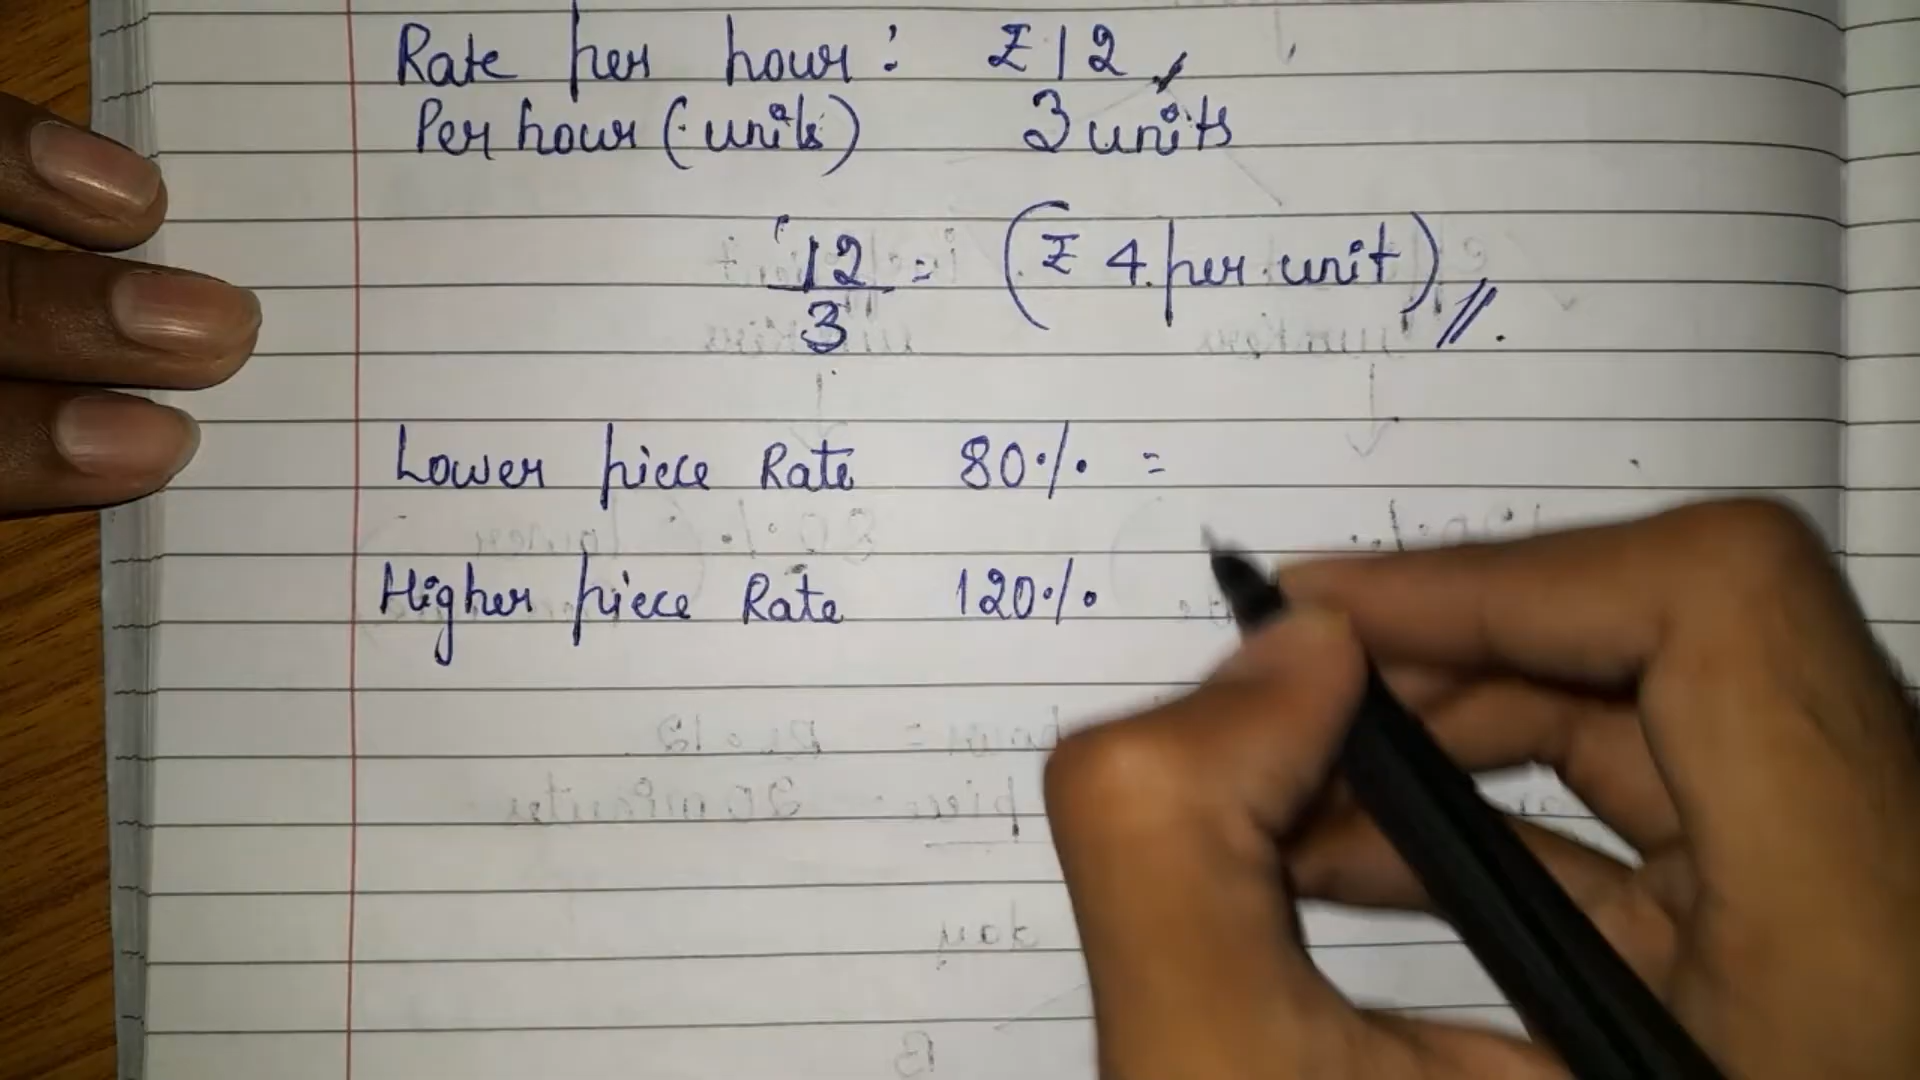 Rate per hour: ₹12
Per hour (units) 3 units
12/3 = (₹ 4 per unit)
Lower piece Rate 80% =
Higher piece Rate 120%